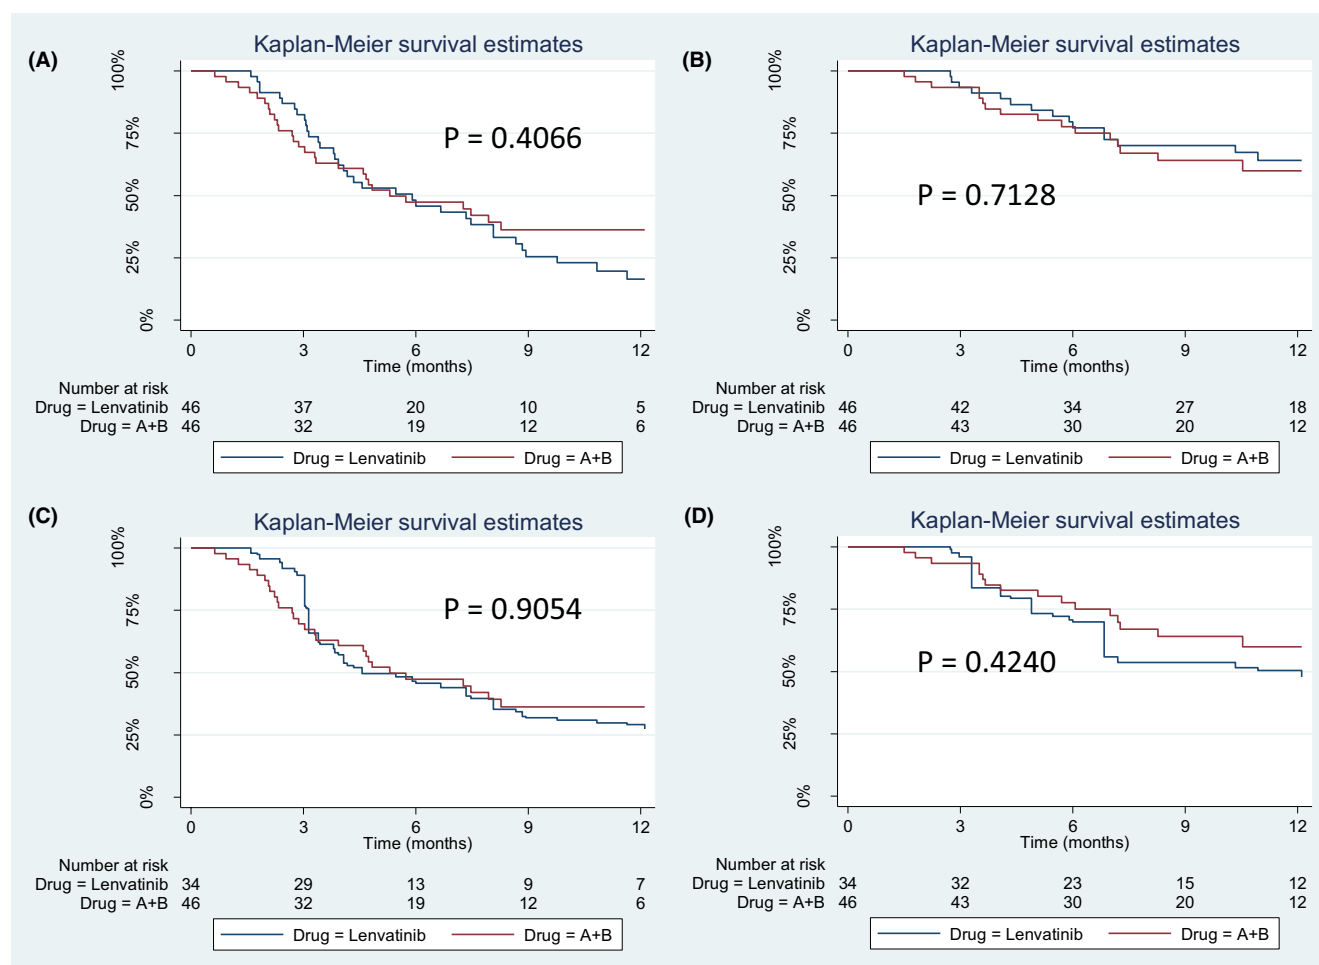 (A)
Kaplan-Meier survival estimates
100%
75%
50%
25%
0%
P = 0.4066
0 3 6 9 12
Time (months)
Number at risk
Drug = Lenvatinib 46 37 20 10 5
Drug = A+B 46 32 19 12 6
Drug = Lenvatinib Drug = A+B
(B)
Kaplan-Meier survival estimates
100%
75%
50%
25%
0%
P = 0.7128
0 3 6 9 12
Time (months)
Number at risk
Drug = Lenvatinib 46 42 34 27 18
Drug = A+B 46 43 30 20 12
Drug = Lenvatinib Drug = A+B
(C)
Kaplan-Meier survival estimates
100%
75%
50%
25%
0%
P = 0.9054
0 3 6 9 12
Time (months)
Number at risk
Drug = Lenvatinib 34 29 13 9 7
Drug = A+B 46 32 19 12 6
Drug = Lenvatinib Drug = A+B
(D)
Kaplan-Meier survival estimates
100%
75%
50%
25%
0%
P = 0.4240
0 3 6 9 12
Time (months)
Number at risk
Drug = Lenvatinib 34 32 23 15 12
Drug = A+B 46 43 30 20 12
Drug = Lenvatinib Drug = A+B